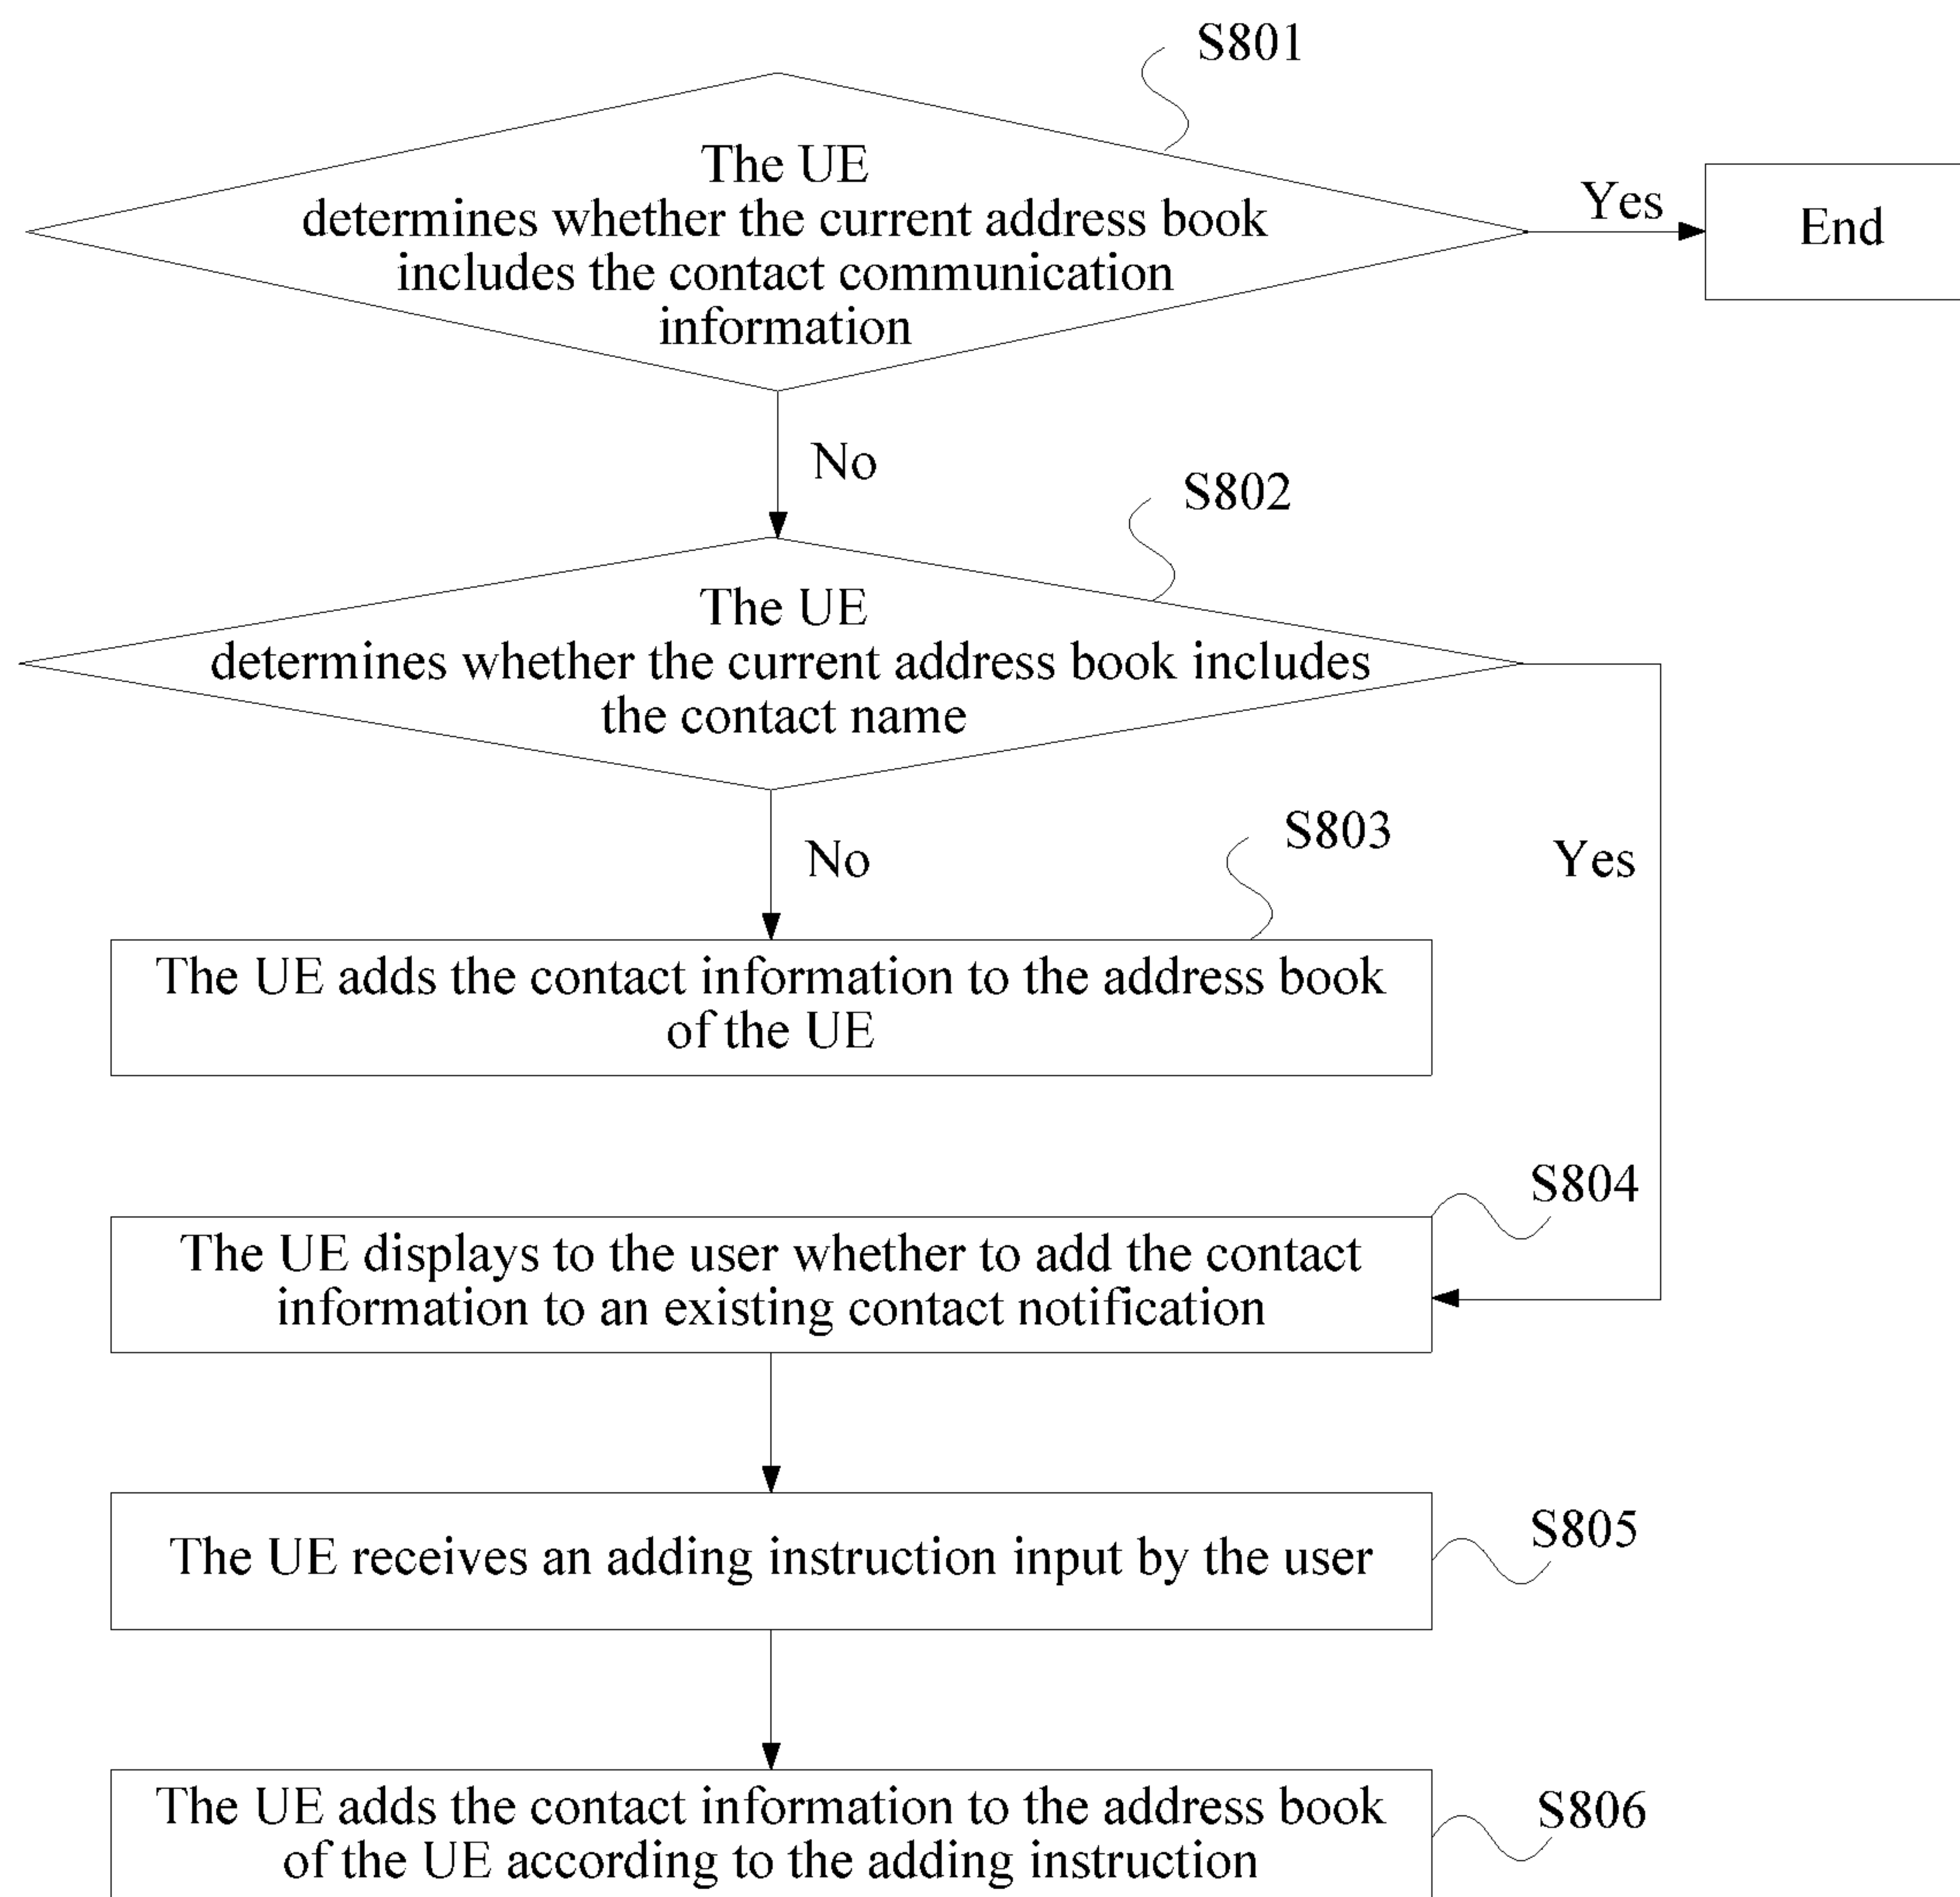 S801
The UE
determines whether the current address book
includes the contact communication
information
Yes
End
No
S802
The UE
determines whether the current address book includes
the contact name
No
S803
Yes
The UE adds the contact information to the address book
of the UE
S804
The UE displays to the user whether to add the contact
information to an existing contact notification
The UE receives an adding instruction input by the user
S805
The UE adds the contact information to the address book
of the UE according to the adding instruction
S806